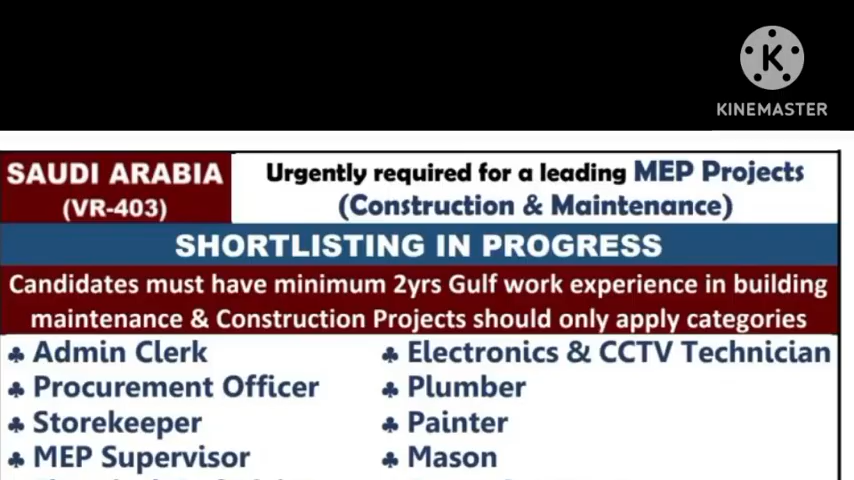 K
KINEMASTER
SAUDI ARABIA
(VR-403)
Urgently required for a leading MEP Projects
(Construction & Maintenance)
SHORTLISTING IN PROGRESS
Candidates must have minimum 2yrs Gulf work experience in building
maintenance & Construction Projects should only apply categories
♣ Admin Clerk
♣ Procurement Officer
♣ Storekeeper
♣ MEP Supervisor
♣ Electronics & CCTV Technician
♣ Plumber
♣ Painter
♣ Mason